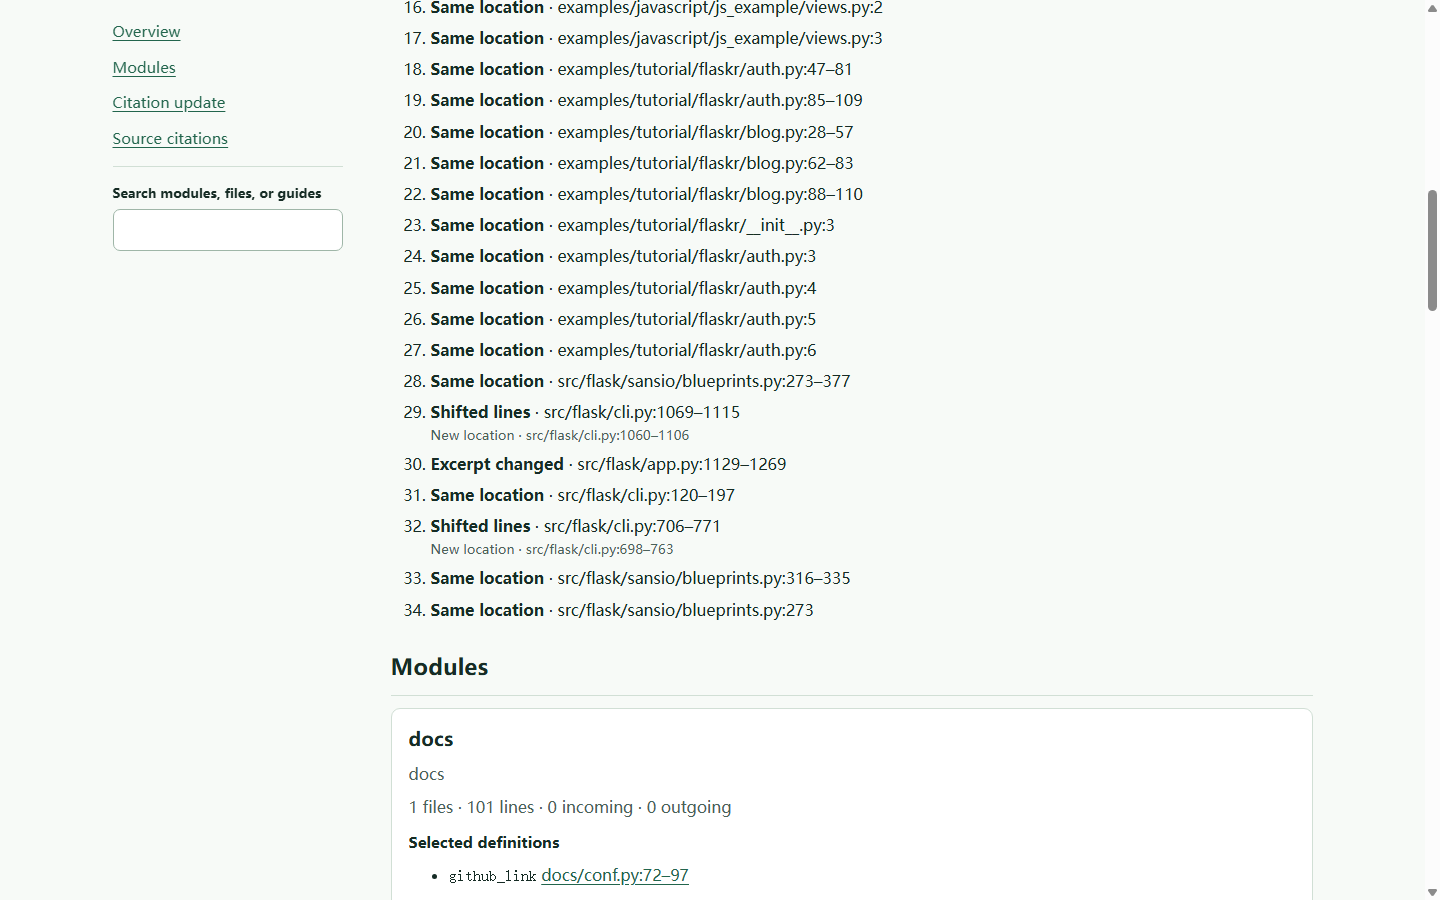 Overview
Modules
Citation update
Source citations
Search modules, files, or guides
16. Same location · examples/javascript/js_example/views.py:2
17. Same location · examples/javascript/js_example/views.py:3
18. Same location · examples/tutorial/flaskr/auth.py:47–81
19. Same location · examples/tutorial/flaskr/auth.py:85–109
20. Same location · examples/tutorial/flaskr/blog.py:28–57
21. Same location · examples/tutorial/flaskr/blog.py:62–83
22. Same location · examples/tutorial/flaskr/blog.py:88–110
23. Same location · examples/tutorial/flaskr/__init__.py:3
24. Same location · examples/tutorial/flaskr/auth.py:3
25. Same location · examples/tutorial/flaskr/auth.py:4
26. Same location · examples/tutorial/flaskr/auth.py:5
27. Same location · examples/tutorial/flaskr/auth.py:6
28. Same location · src/flask/sansio/blueprints.py:273–377
29. Shifted lines · src/flask/cli.py:1069–1115
New location · src/flask/cli.py:1060–1106
30. Excerpt changed · src/flask/app.py:1129–1269
31. Same location · src/flask/cli.py:120–197
32. Shifted lines · src/flask/cli.py:706–771
New location · src/flask/cli.py:698–763
33. Same location · src/flask/sansio/blueprints.py:316–335
34. Same location · src/flask/sansio/blueprints.py:273
Modules
docs
docs
1 files · 101 lines · 0 incoming · 0 outgoing
Selected definitions
• github_link docs/conf.py:72–97